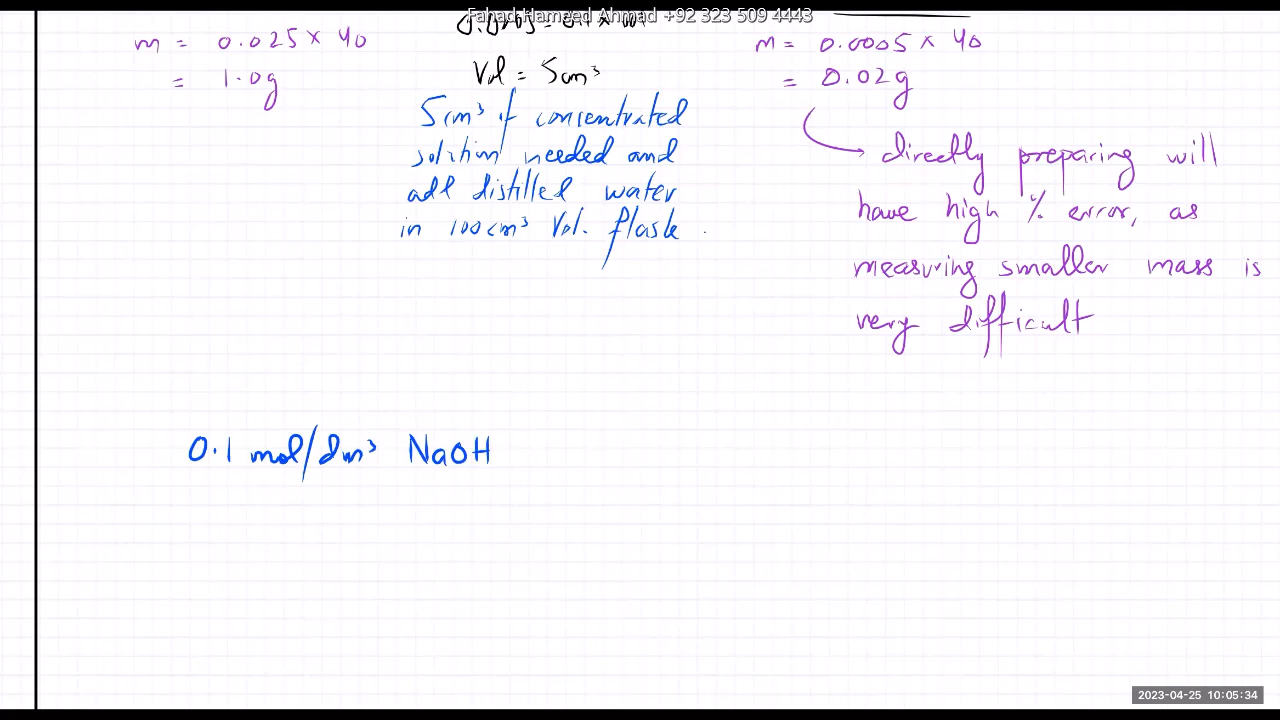 Fahad Hameed Ahmad +92 323 509 4443
m = 0.025 x 40
= 1.0g
Vol = 5cm³
5cm³ of concentrated
solution needed and
add distilled water
in 100cm³ Vol. flask.
m = 0.0005 x 40
= 0.02g
directly preparing will
have high % error, as
measuring smaller mass is
very difficult
0.1 mol/dm³ NaOH
2023-04-25 10:05:34